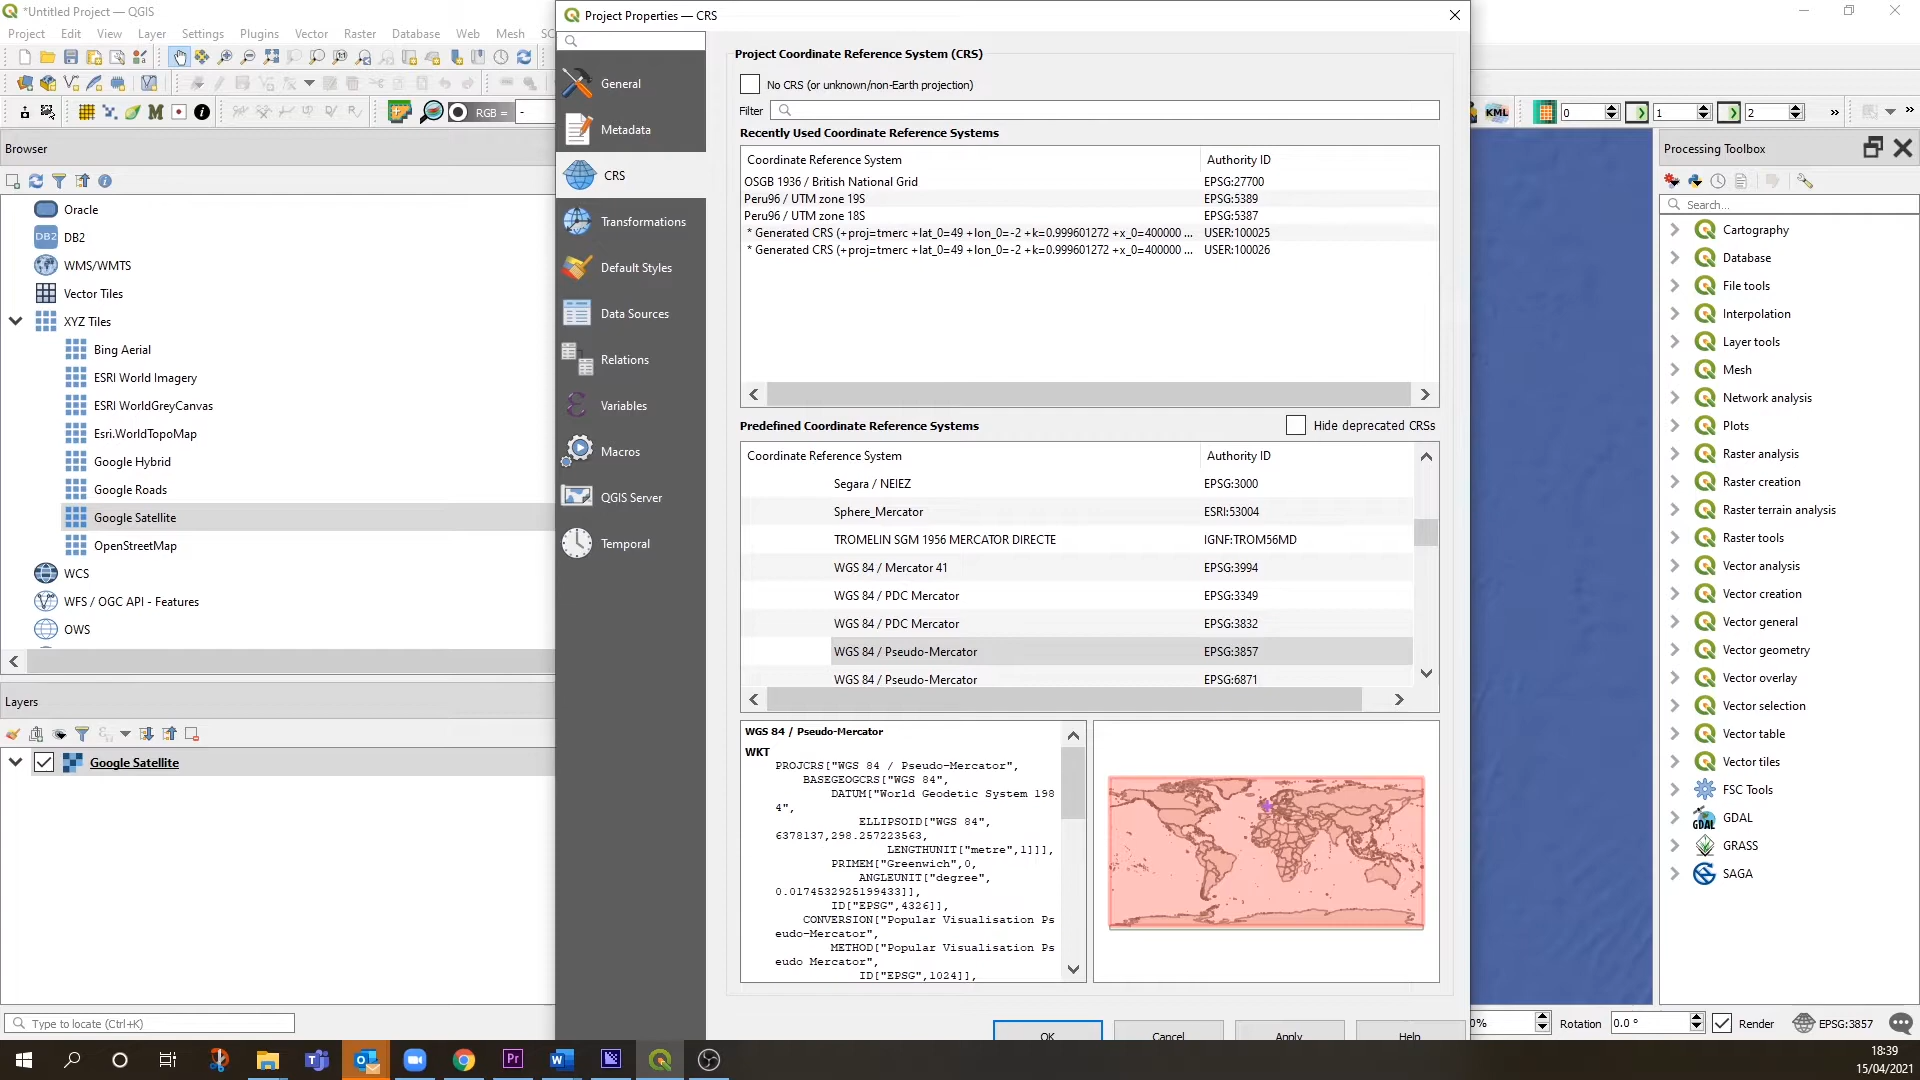 *Untitled Project — QGIS
Project Edit View Layer Settings Plugins Vector Raster Database Web Mesh SC
RGB = -
Browser
Oracle
DB2 DB2
WMS/WMTS
Vector Tiles
XYZ Tiles
Bing Aerial
ESRI World Imagery
ESRI WorldGreyCanvas
Esri.WorldTopoMap
Google Hybrid
Google Roads
Google Satellite
OpenStreetMap
WCS
WFS / OGC API - Features
OWS
Layers
Google Satellite
Type to locate (Ctrl+K)
Project Properties — CRS
General
Metadata
CRS
Transformations
Default Styles
Data Sources
Relations
Variables
Macros
QGIS Server
Temporal
Project Coordinate Reference System (CRS)
No CRS (or unknown/non-Earth projection)
Filter
Recently Used Coordinate Reference Systems
Coordinate Reference System Authority ID
OSGB 1936 / British National Grid EPSG:27700
Peru96 / UTM zone 19S EPSG:5389
Peru96 / UTM zone 18S EPSG:5387
* Generated CRS (+proj=tmerc +lat_0=49 +lon_0=-2 +k=0.999601272 +x_0=400000 ... USER:100025
* Generated CRS (+proj=tmerc +lat_0=49 +lon_0=-2 +k=0.999601272 +x_0=400000 ... USER:100026
Predefined Coordinate Reference Systems Hide deprecated CRSs
Coordinate Reference System Authority ID
Segara / NEIEZ EPSG:3000
Sphere_Mercator ESRI:53004
TROMELIN SGM 1956 MERCATOR DIRECTE IGNF:TROM56MD
WGS 84 / Mercator 41 EPSG:3994
WGS 84 / PDC Mercator EPSG:3349
WGS 84 / PDC Mercator EPSG:3832
WGS 84 / Pseudo-Mercator EPSG:3857
WGS 84 / Pseudo-Mercator EPSG:6871
WGS 84 / Pseudo-Mercator
WKT
PROJCRS["WGS 84 / Pseudo-Mercator",
BASEGEOGCRS["WGS 84",
DATUM["World Geodetic System 198
4",
ELLIPSOID["WGS 84",
6378137,298.257223563,
LENGTHUNIT["metre",1]]],
PRIMEM["Greenwich",0,
ANGLEUNIT["degree",
0.0174532925199433]],
ID["EPSG",4326]],
CONVERSION["Popular Visualisation Ps
eudo-Mercator",
METHOD["Popular Visualisation Ps
eudo Mercator",
ID["EPSG",1024]],
OK Cancel Apply Help
KML 0 1 2 » »
Processing Toolbox
Search...
Cartography
Database
File tools
Interpolation
Layer tools
Mesh
Network analysis
Plots
Raster analysis
Raster creation
Raster terrain analysis
Raster tools
Vector analysis
Vector creation
Vector general
Vector geometry
Vector overlay
Vector selection
Vector table
Vector tiles
FSC Tools
GDAL GDAL
GRASS
SAGA
0% Rotation 0.0 ° Render EPSG:3857
Pr
18:39
15/04/2021